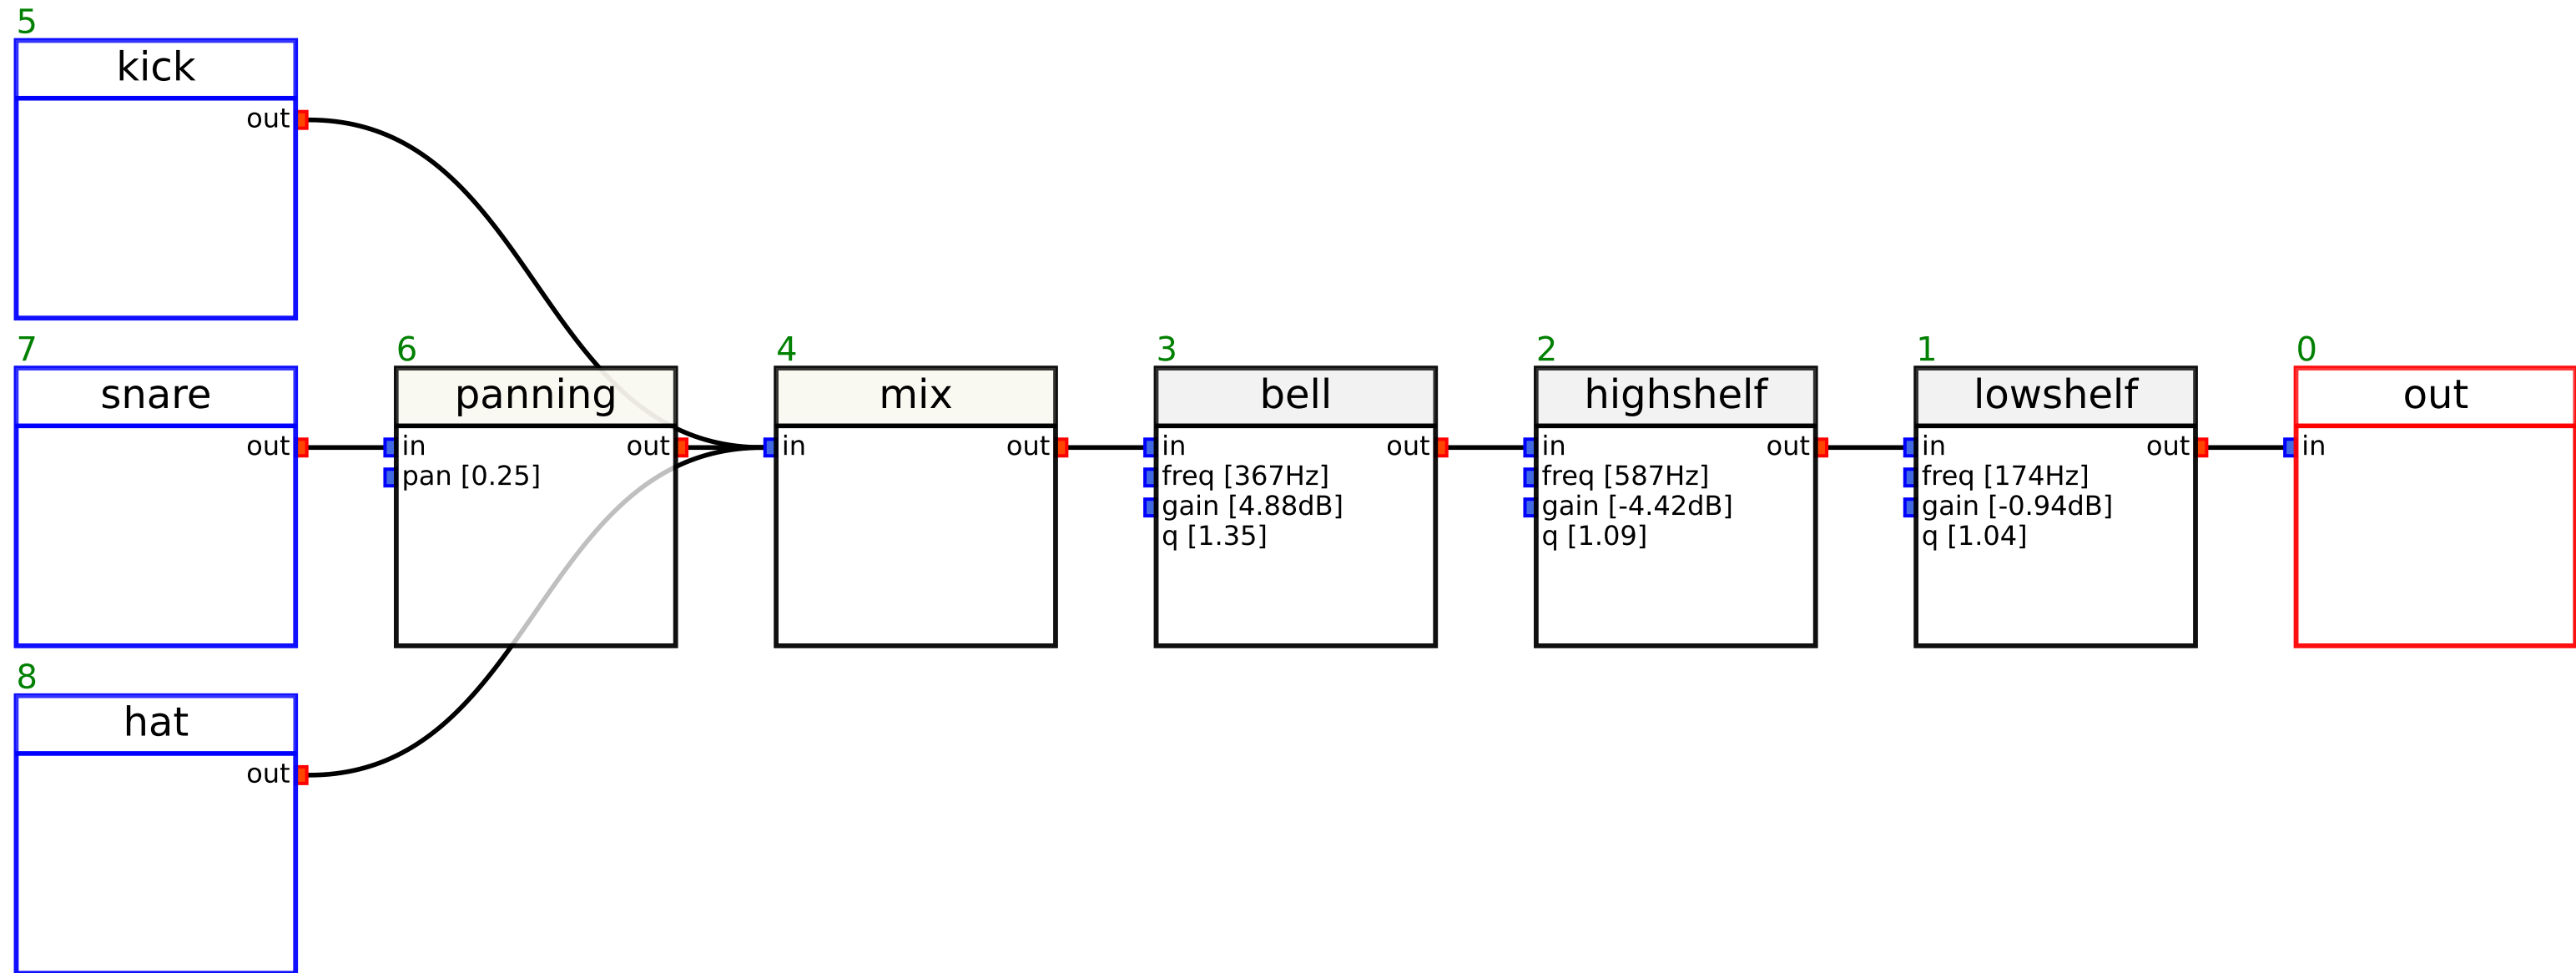 5
kick
out
7
snare
out
8
hat
out
6
panning
in out
pan [0.25]
4
mix
in out
3
bell
in out
freq [367Hz]
gain [4.88dB]
q [1.35]
2
highshelf
in out
freq [587Hz]
gain [-4.42dB]
q [1.09]
1
lowshelf
in out
freq [174Hz]
gain [-0.94dB]
q [1.04]
0
out
in